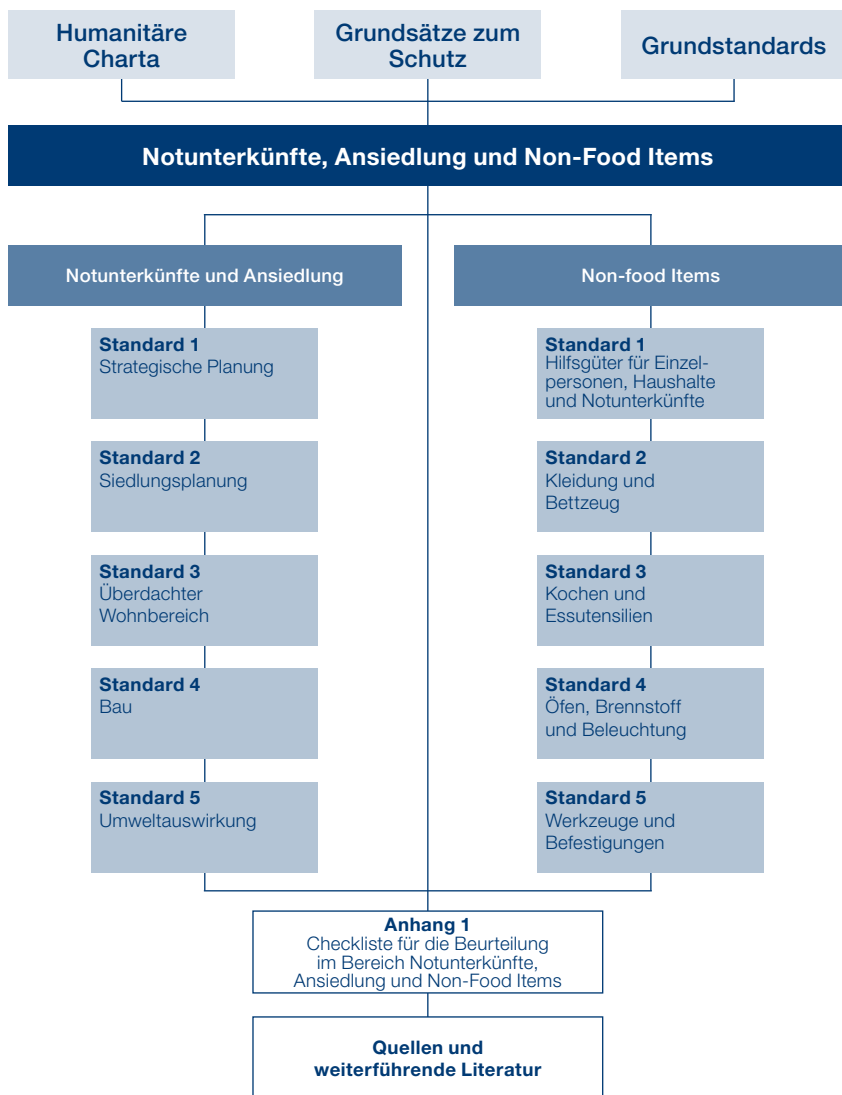 Humanitäre
Charta
Grundsätze zum
Schutz
Grundstandards
Notunterkünfte, Ansiedlung und Non-Food Items
Notunterkünfte und Ansiedlung
Standard 1
Strategische Planung
Standard 2
Siedlungsplanung
Standard 3
Überdachter
Wohnbereich
Standard 4
Bau
Standard 5
Umweltauswirkung
Non-food Items
Standard 1
Hilfsgüter für Einzel-
personen, Haushalte
und Notunterkünfte
Standard 2
Kleidung und
Bettzeug
Standard 3
Kochen und
Essutensilien
Standard 4
Öfen, Brennstoff
und Beleuchtung
Standard 5
Werkzeuge und
Befestigungen
Anhang 1
Checkliste für die Beurteilung
im Bereich Notunterkünfte,
Ansiedlung und Non-Food Items
Quellen und
weiterführende Literatur